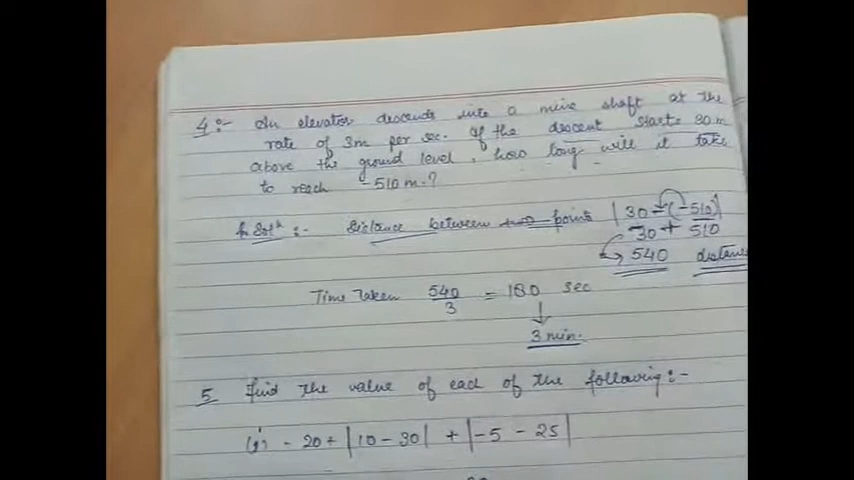 4:- An elevator descends into a mine shaft at the
rate of 3m per sec. If the descent starts 30 m
above the ground level, how long will it take
to reach -510 m.?
Solⁿ :- Distance between two points |30 - (-510)|
30 + 510
540 distance
Time Taken 540/3 = 180 sec
3 min.
5 Find the value of each of the following :-
(i) - 20 + |10 - 30| + |-5 - 25|